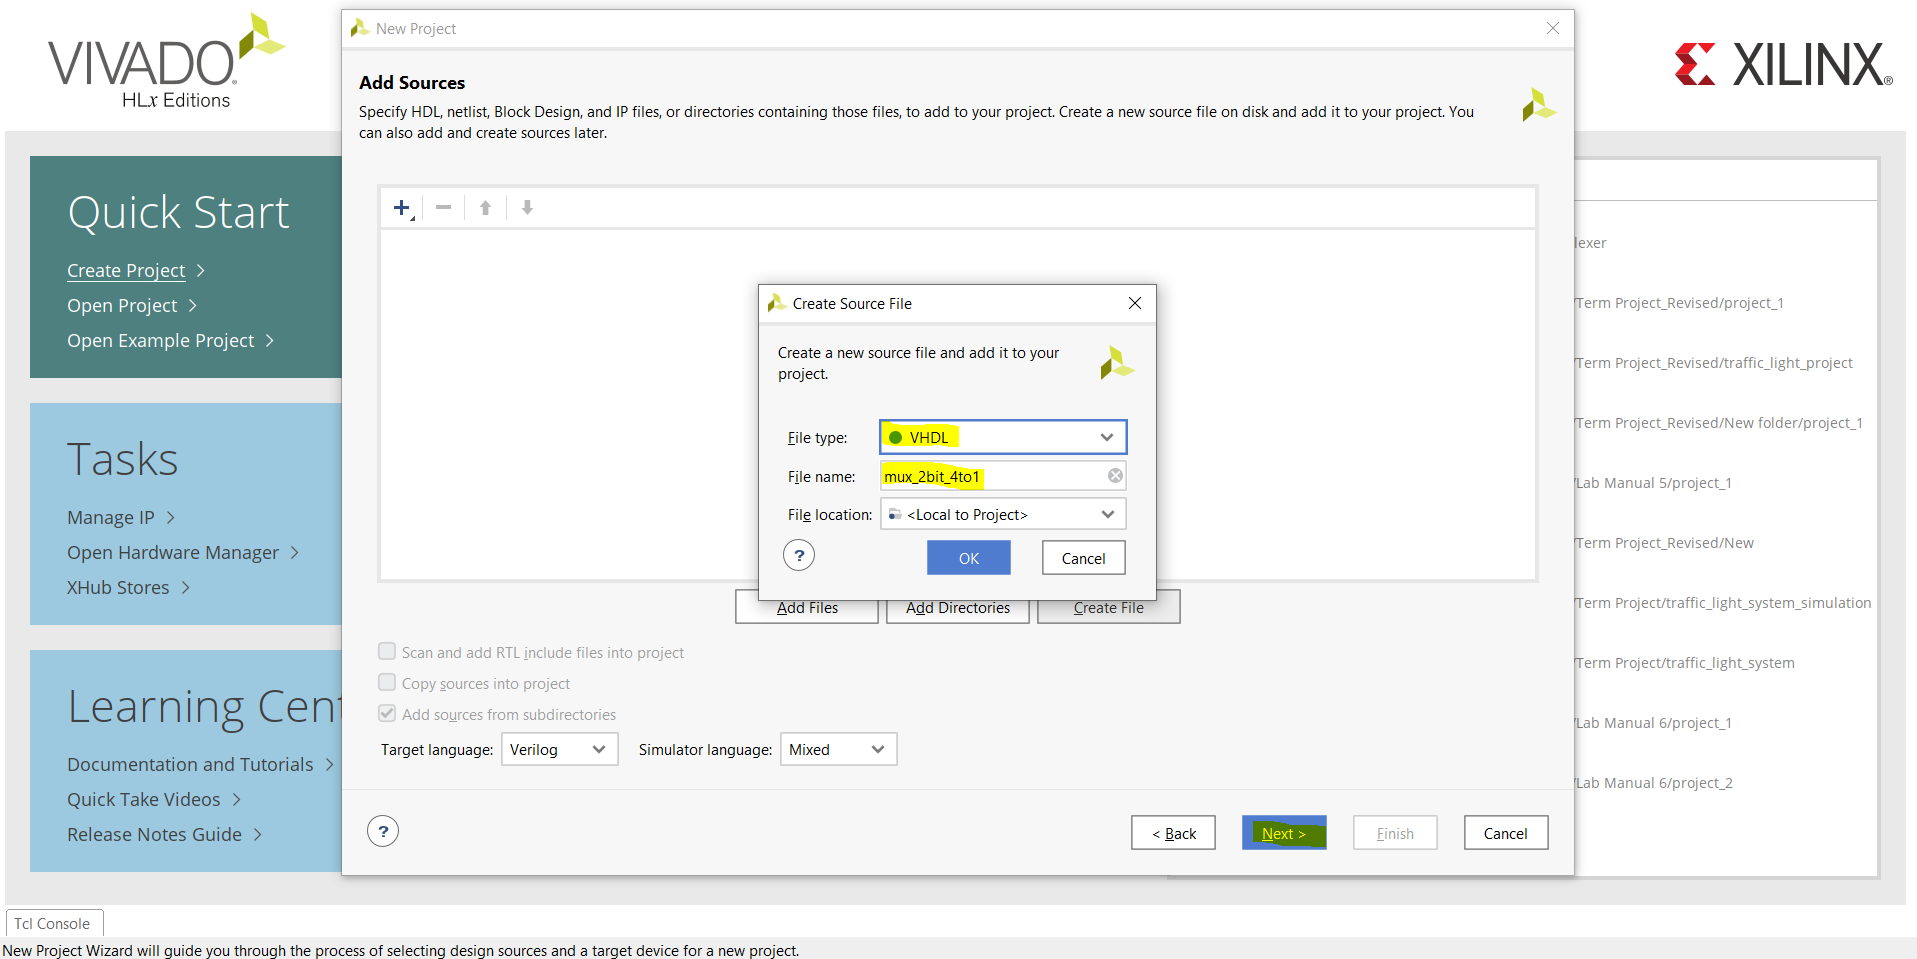 VIVADO
HLx Editions
XILINX
Quick Start
Create Project
Open Project
Open Example Project
Tasks
Manage IP
Open Hardware Manager
XHub Stores
Learning Cent
Documentation and Tutorials
Quick Take Videos
Release Notes Guide
New Project
Add Sources
Specify HDL, netlist, Block Design, and IP files, or directories containing those files, to add to your project. Create a new source file on disk and add it to your project. You
can also add and create sources later.
Create Source File
Create a new source file and add it to your
project.
File type: VHDL
File name: mux_2bit_4to1
File location: <Local to Project>
? OK Cancel
Add Files Add Directories Create File
Scan and add RTL include files into project
Copy sources into project
Add sources from subdirectories
Target language: Verilog Simulator language: Mixed
? < Back Next > Finish Cancel
lexer
/Term Project_Revised/project_1
/Term Project_Revised/traffic_light_project
/Term Project_Revised/New folder/project_1
/Lab Manual 5/project_1
/Term Project_Revised/New
/Term Project/traffic_light_system_simulation
/Term Project/traffic_light_system
/Lab Manual 6/project_1
/Lab Manual 6/project_2
Tcl Console
New Project Wizard will guide you through the process of selecting design sources and a target device for a new project.